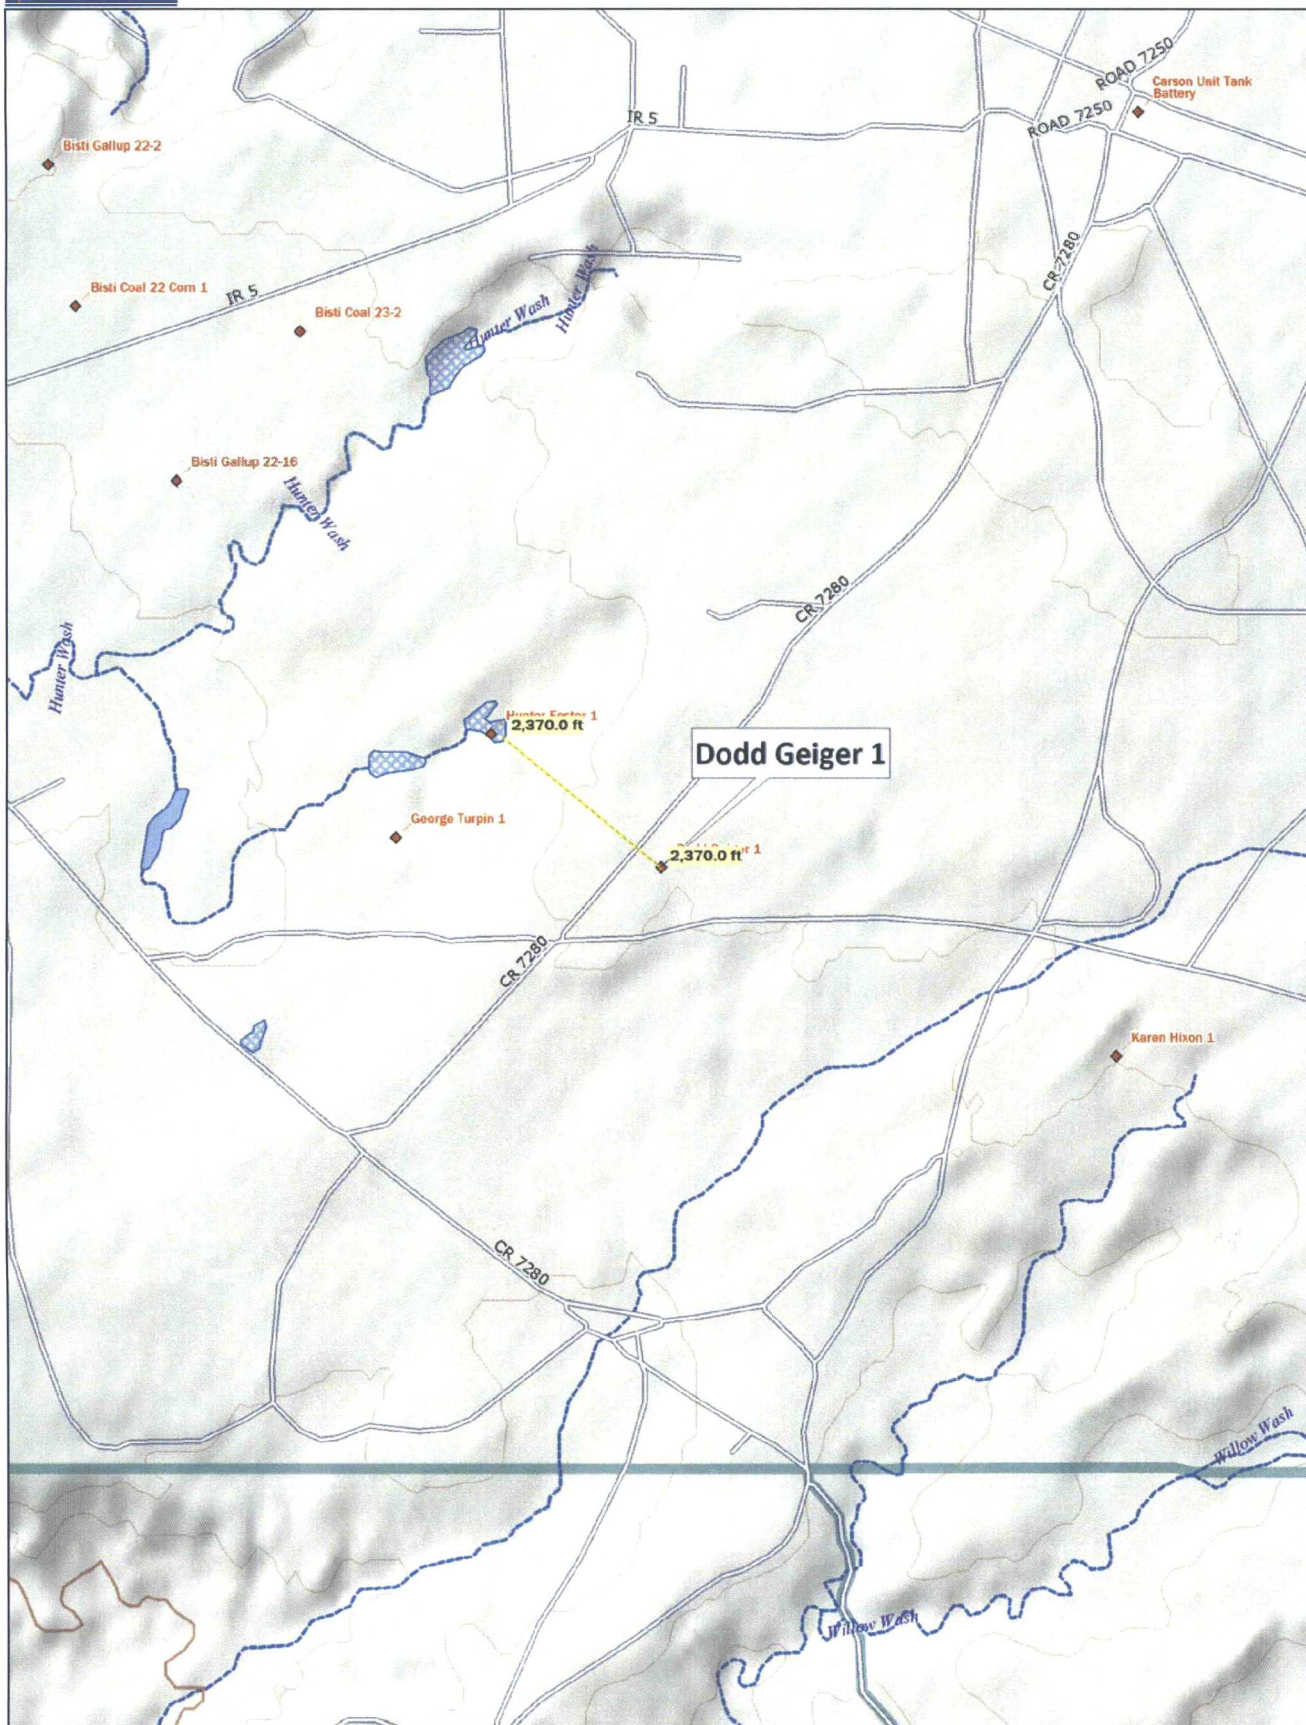 ROAD 7250
Carson Unit Tank
Battery
IR 5
ROAD 7250
Bisti Gallup 22-2
CR 7280
Hunter Wash
Bisti Coal 22 Com 1
IR 5
Bisti Coal 23-2
Hunter Wash
Bisti Gallup 22-16
Hunter Wash
CR 7280
Hunter Wash
Hunter 1
2,370.0 ft
Dodd Geiger 1
George Turpin 1
1
2,370.0 ft
CR 7280
Karen Hixon 1
CR 7280
Willow Wash
Willow Wash